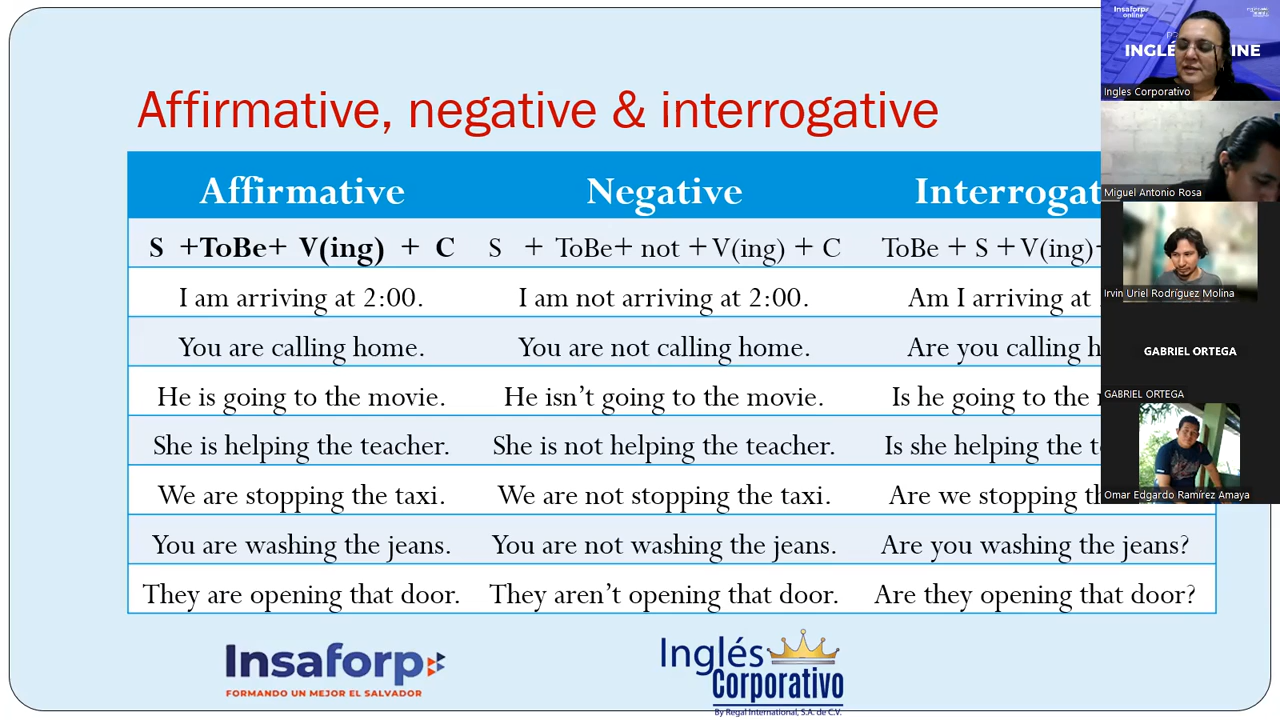 Affirmative, negative & interrogative
Affirmative Negative Interrogat
S +ToBe+ V(ing) + C S + ToBe+ not +V(ing) + C ToBe + S +V(ing)+
I am arriving at 2:00. I am not arriving at 2:00. Am I arriving at
You are calling home. You are not calling home. Are you calling h
He is going to the movie. He isn't going to the movie. Is he going to the
She is helping the teacher. She is not helping the teacher. Is she helping the t
We are stopping the taxi. We are not stopping the taxi. Are we stopping th
You are washing the jeans. You are not washing the jeans. Are you washing the jeans?
They are opening that door. They aren't opening that door. Are they opening that door?
Insaforp
FORMANDO UN MEJOR EL SALVADOR
Inglés
Corporativo
By Regal International, S.A. de C.V.
Insaforp
online
INGLÉ INE
Ingles Corporativo
Miguel Antonio Rosa
Irvin Uriel Rodríguez Molina
GABRIEL ORTEGA
GABRIEL ORTEGA
Omar Edgardo Ramírez Amaya